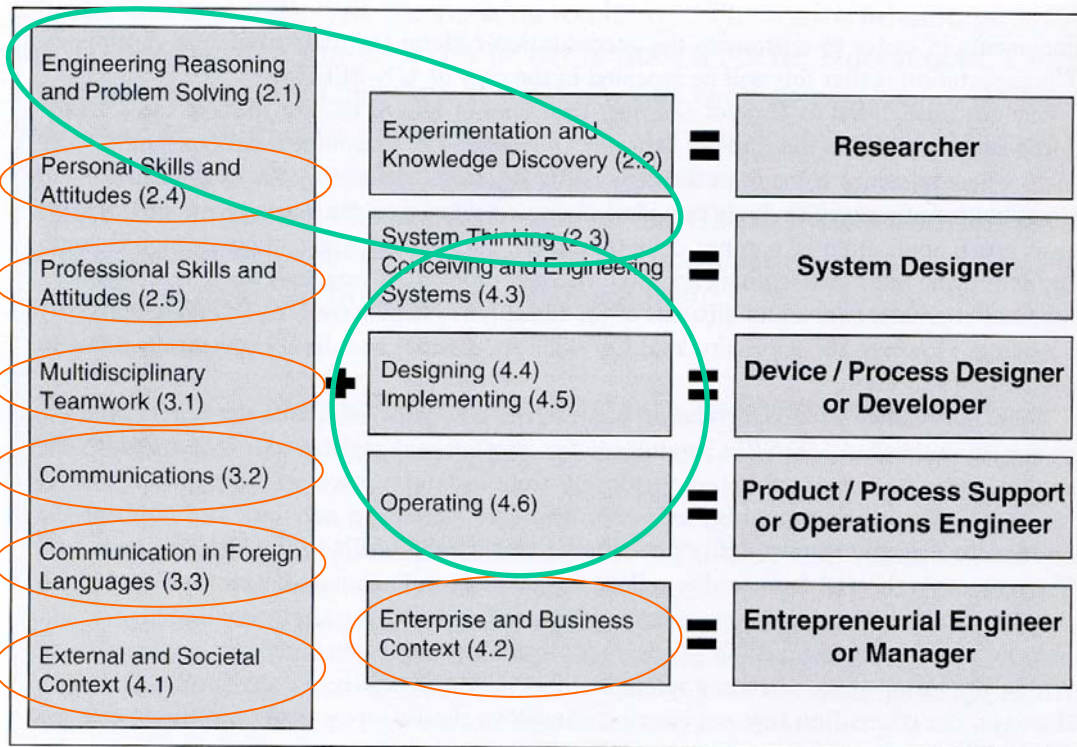 Engineering Reasoning
and Problem Solving (2.1)
Personal Skills and
Attitudes (2.4)
Professional Skills and
Attitudes (2.5)
Multidisciplinary
Teamwork (3.1)
Communications (3.2)
Communication in Foreign
Languages (3.3)
External and Societal
Context (4.1)
+
Experimentation and
Knowledge Discovery (2.2)
=
Researcher
System Thinking (2.3)
Conceiving and Engineering
Systems (4.3)
=
System Designer
Designing (4.4)
Implementing (4.5)
=
Device / Process Designer
or Developer
Operating (4.6)
=
Product / Process Support
or Operations Engineer
Enterprise and Business
Context (4.2)
=
Entrepreneurial Engineer
or Manager